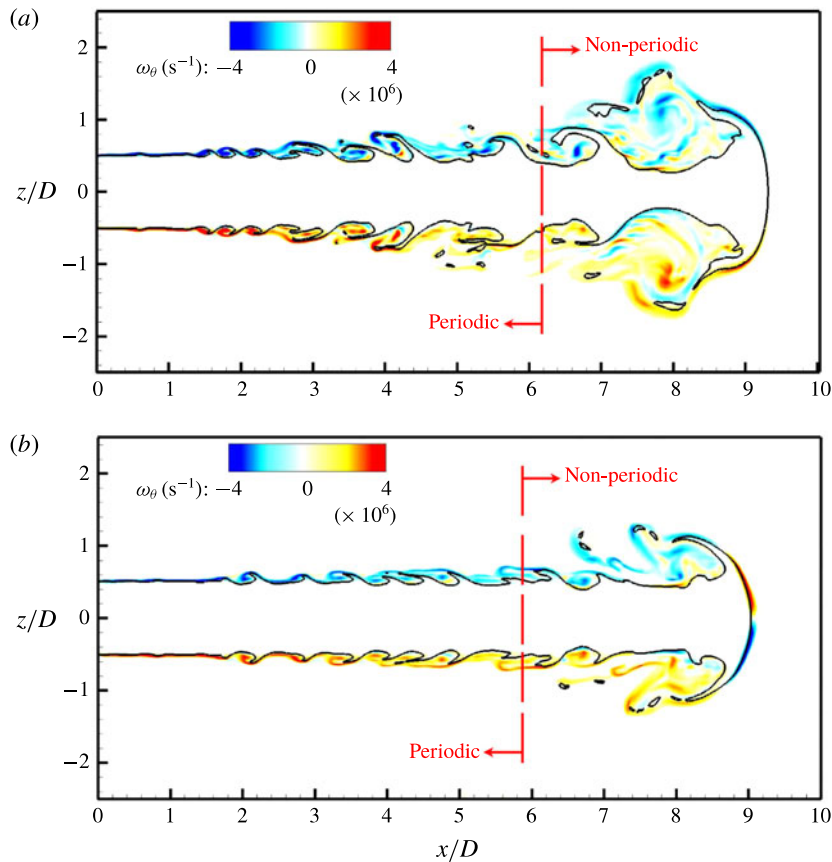 (a)
ω_θ (s⁻¹): −4 0 4
(× 10⁶)
Non-periodic
Periodic
z/D
2
1
0
−1
−2
0 1 2 3 4 5 6 7 8 9 10
(b)
ω_θ (s⁻¹): −4 0 4
(× 10⁶)
Non-periodic
Periodic
z/D
2
1
0
−1
−2
0 1 2 3 4 5 6 7 8 9 10
x/D